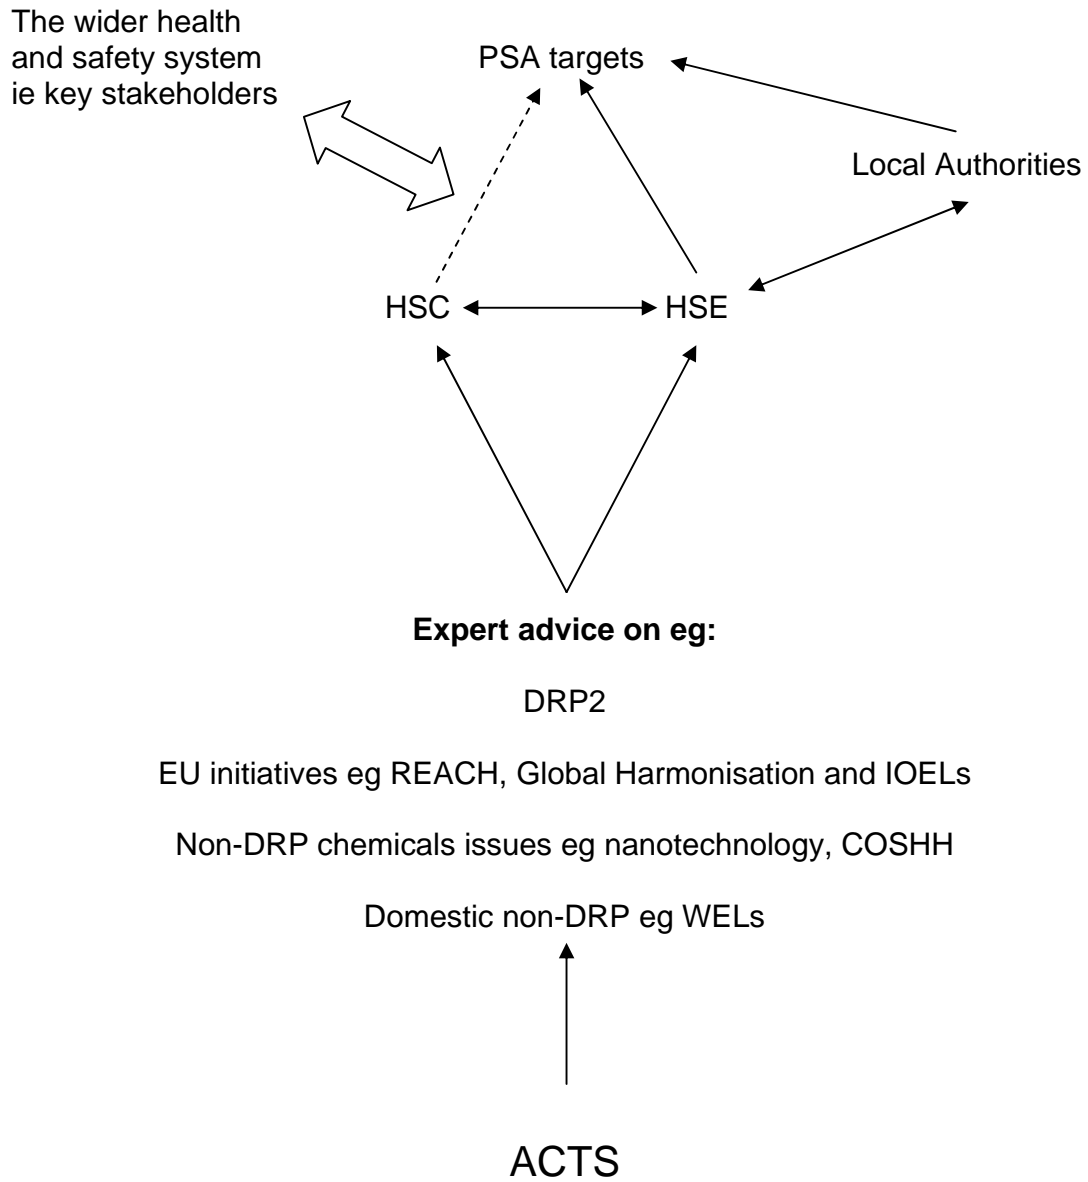 The wider health
and safety system
ie key stakeholders
PSA targets
Local Authorities
HSC
HSE
Expert advice on eg:
DRP2
EU initiatives eg REACH, Global Harmonisation and IOELs
Non-DRP chemicals issues eg nanotechnology, COSHH
Domestic non-DRP eg WELs
ACTS